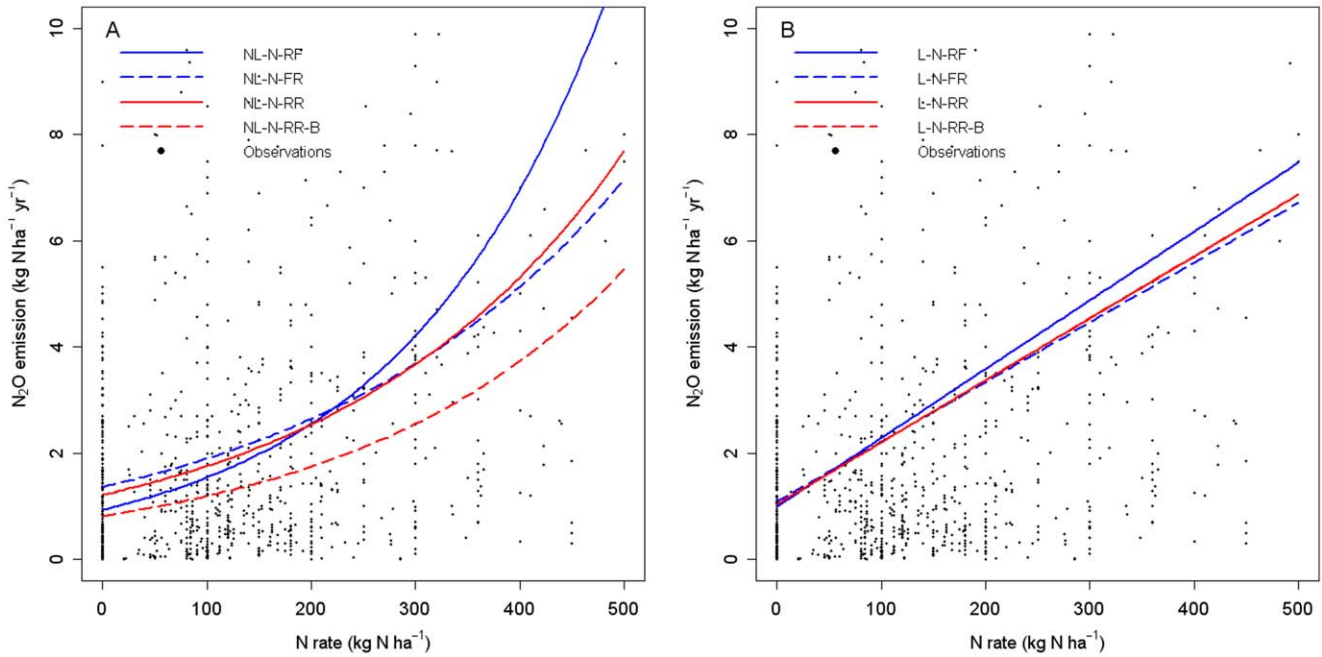 A
NL-N-RF
NL-N-FR
NL-N-RR
NL-N-RR-B
Observations
N₂O emission (kg N ha⁻¹ yr⁻¹)
10
8
6
4
2
0
0 100 200 300 400 500
N rate (kg N ha⁻¹)
B
L-N-RF
L-N-FR
L-N-RR
L-N-RR-B
Observations
N₂O emission (kg N ha⁻¹ yr⁻¹)
10
8
6
4
2
0
0 100 200 300 400 500
N rate (kg N ha⁻¹)